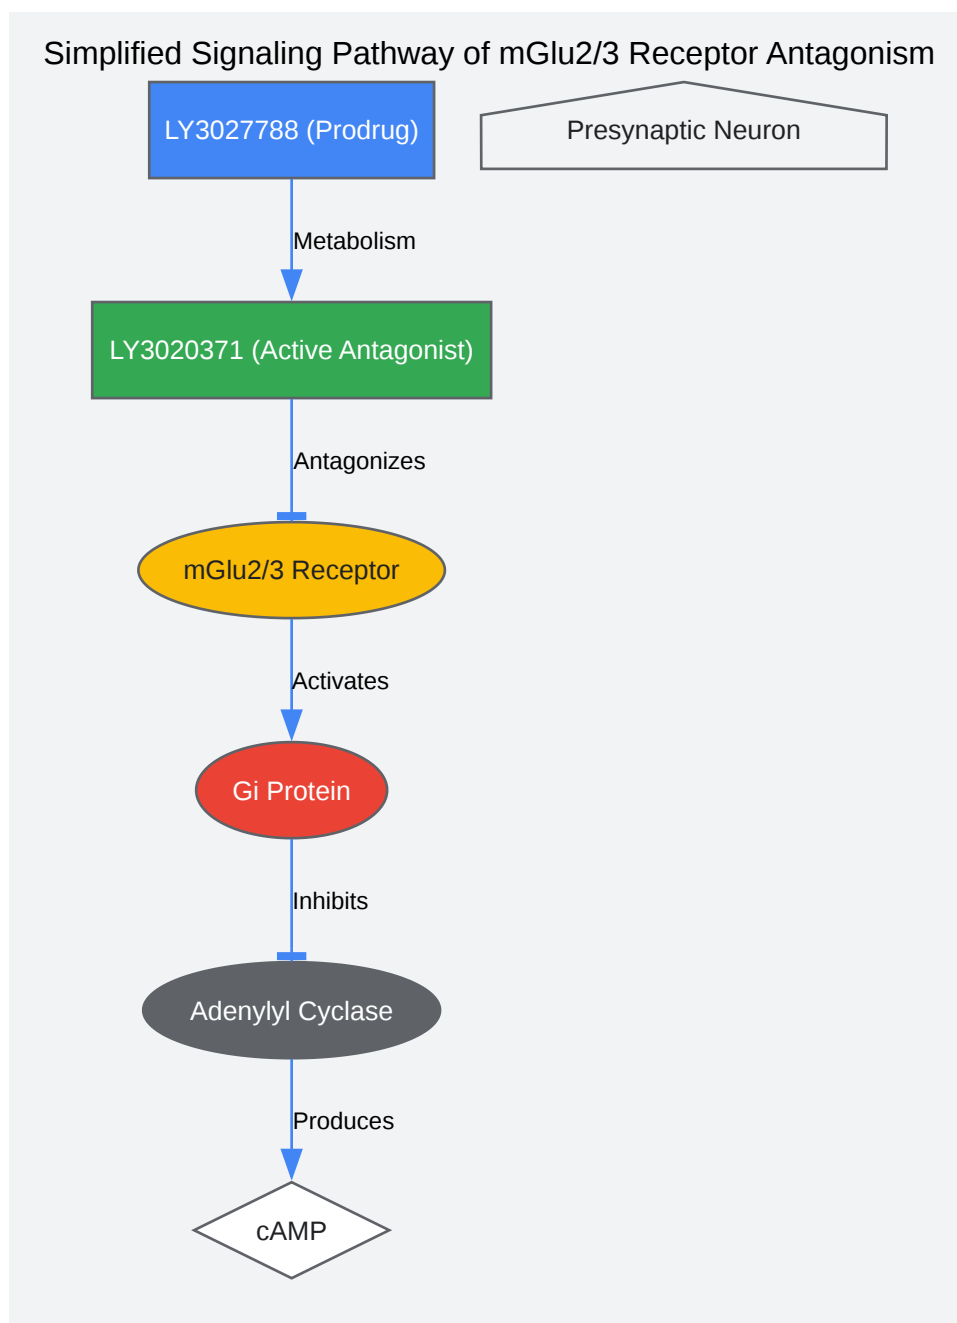 Simplified Signaling Pathway of mGlu2/3 Receptor Antagonism
LY3027788 (Prodrug)
Presynaptic Neuron
Metabolism
LY3020371 (Active Antagonist)
Antagonizes
mGlu2/3 Receptor
Activates
Gi Protein
Inhibits
Adenylyl Cyclase
Produces
cAMP